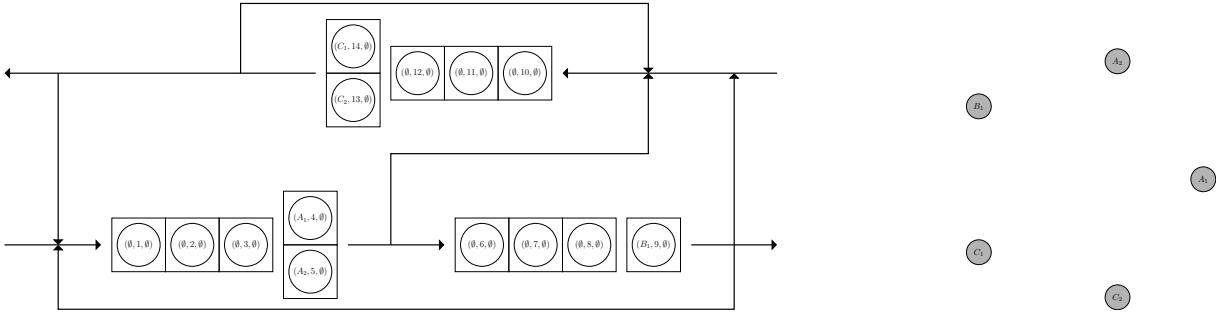 (C₁, 14, ∅)
(∅, 12, ∅) (∅, 11, ∅) (∅, 10, ∅)
(C₂, 13, ∅)
(∅, 1, ∅) (∅, 2, ∅) (∅, 3, ∅)
(A₁, 4, ∅)
(A₂, 5, ∅)
(∅, 6, ∅) (∅, 7, ∅) (∅, 8, ∅) (B₁, 9, ∅)
A₂
B₁
A₁
C₁
C₂